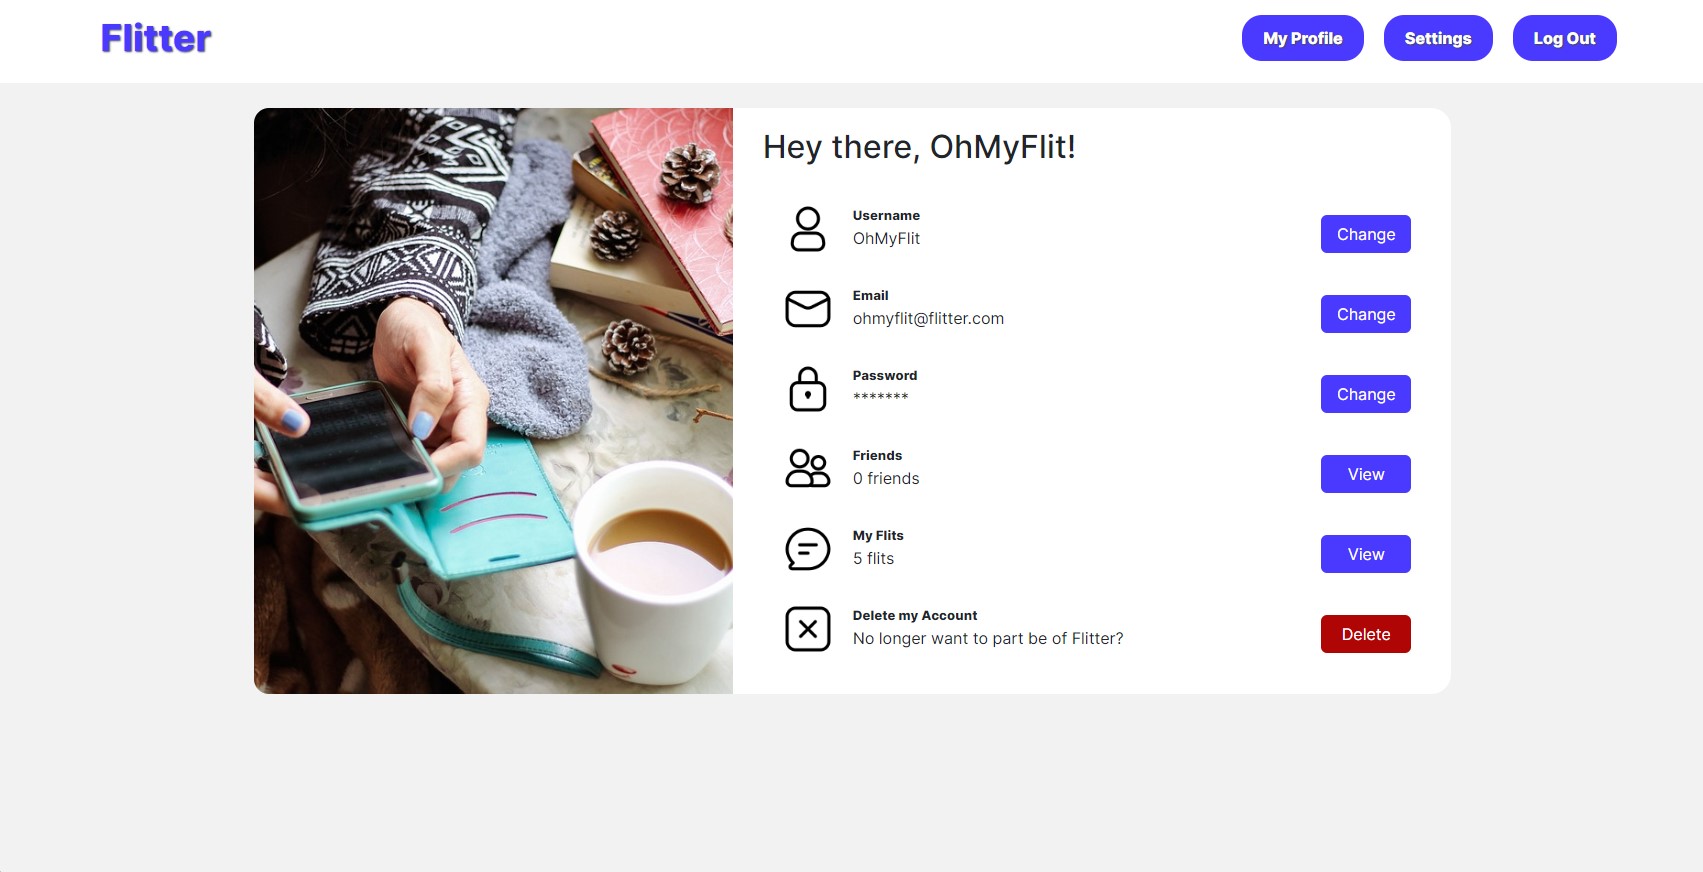 Flitter
My Profile
Settings
Log Out
Hey there, OhMyFlit!
Username
OhMyFlit
Change
Email
ohmyflit@flitter.com
Change
Password
*******
Change
Friends
0 friends
View
My Flits
5 flits
View
Delete my Account
No longer want to part be of Flitter?
Delete